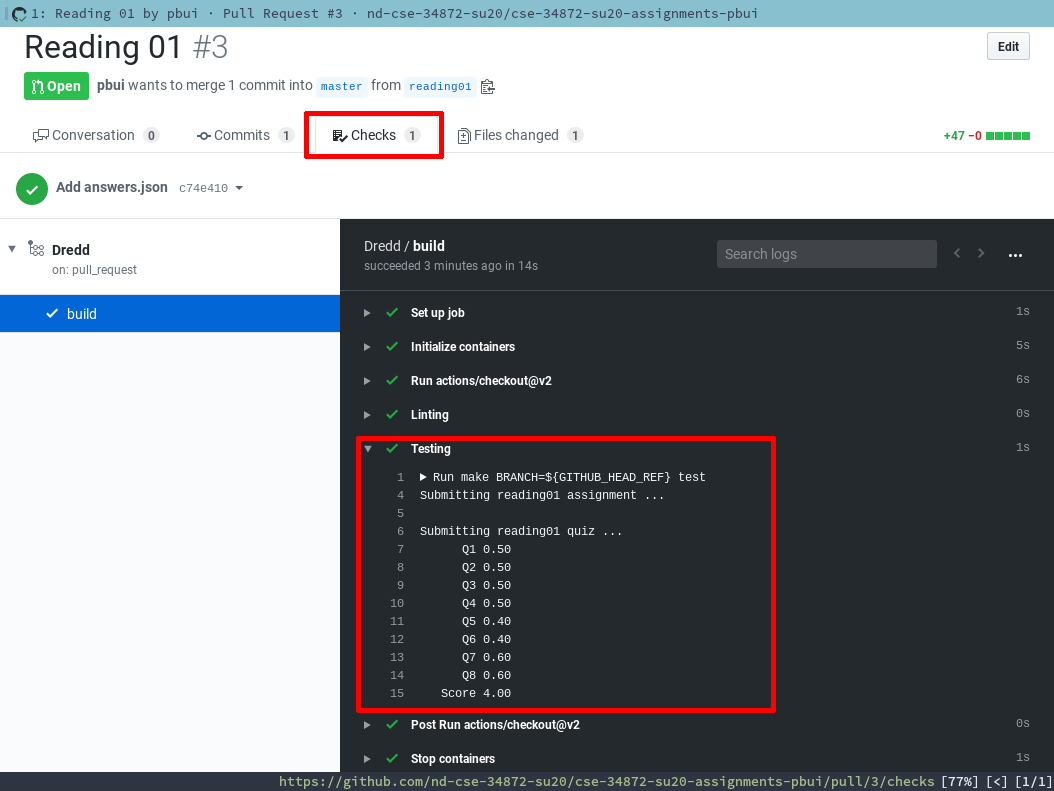 1: Reading 01 by pbui · Pull Request #3 · nd-cse-34872-su20/cse-34872-su20-assignments-pbui
Reading 01 #3
Edit
Open pbui wants to merge 1 commit into master from reading01
Conversation 0 Commits 1 Checks 1 Files changed 1 +47 −0
Add answers.json c74e410
Dredd
on: pull_request
build
Dredd / build
succeeded 3 minutes ago in 14s
Search logs
Set up job 1s
Initialize containers 5s
Run actions/checkout@v2 6s
Linting 0s
Testing 1s
1 Run make BRANCH=${GITHUB_HEAD_REF} test
4 Submitting reading01 assignment ...
5
6 Submitting reading01 quiz ...
7 Q1 0.50
8 Q2 0.50
9 Q3 0.50
10 Q4 0.50
11 Q5 0.40
12 Q6 0.40
13 Q7 0.60
14 Q8 0.60
15 Score 4.00
Post Run actions/checkout@v2 0s
Stop containers 1s
https://github.com/nd-cse-34872-su20/cse-34872-su20-assignments-pbui/pull/3/checks [77%] [<] [1/1]